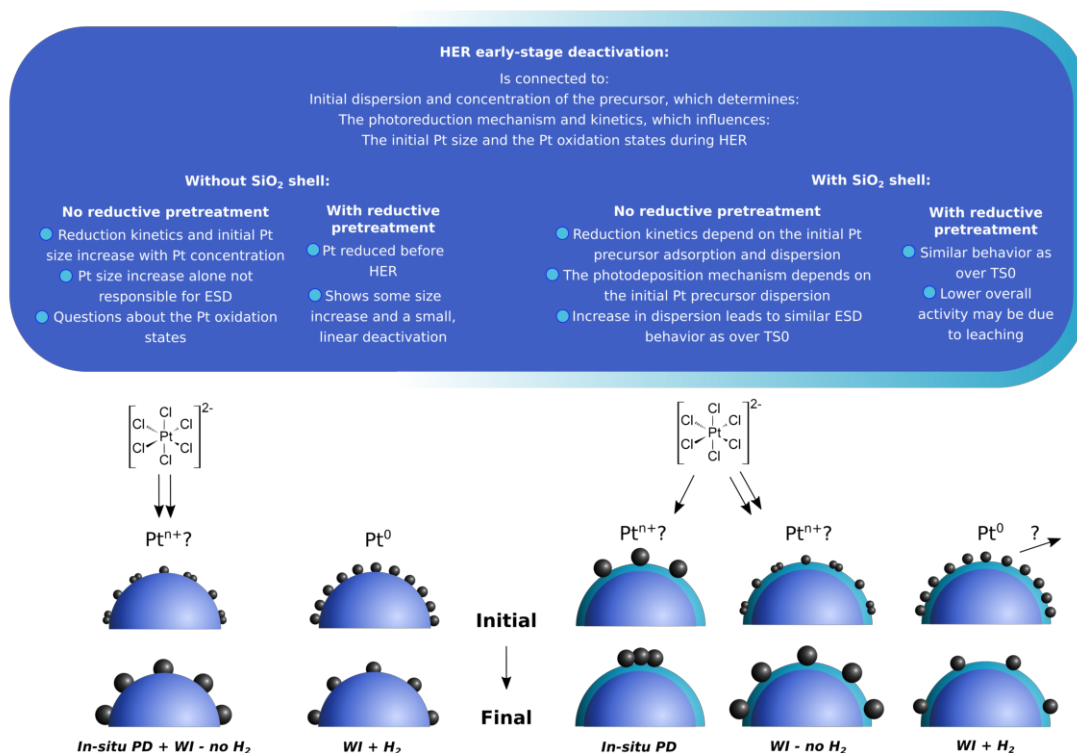 HER early-stage deactivation:
Is connected to:
Initial dispersion and concentration of the precursor, which determines:
The photoreduction mechanism and kinetics, which influences:
The initial Pt size and the Pt oxidation states during HER
Without SiO₂ shell:
No reductive pretreatment
Reduction kinetics and initial Pt
size increase with Pt concentration
Pt size increase alone not
responsible for ESD
Questions about the Pt oxidation
states
With reductive
pretreatment
Pt reduced before
HER
Shows some size
increase and a small,
linear deactivation
With SiO₂ shell:
No reductive pretreatment
Reduction kinetics depend on the initial Pt
precursor adsorption and dispersion
The photodeposition mechanism depends on
the initial Pt precursor dispersion
Increase in dispersion leads to similar ESD
behavior as over TS0
With reductive
pretreatment
Similar behavior as
over TS0
Lower overall
activity may be due
to leaching
2-
Cl
Cl Cl
Pt
Cl Cl
Cl
2-
Cl
Cl Cl
Pt
Cl Cl
Cl
Ptⁿ⁺?
Pt⁰
Ptⁿ⁺?
Ptⁿ⁺?
Pt⁰
?
Initial
Final
In-situ PD + WI - no H₂
WI + H₂
In-situ PD
WI - no H₂
WI + H₂